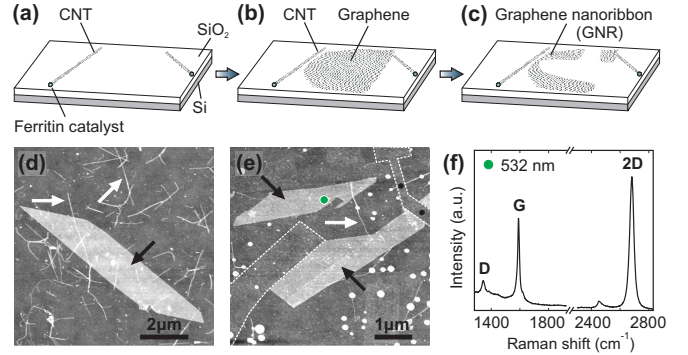 (a)
CNT
SiO₂
Si
Ferritin catalyst
(b)
CNT
Graphene
(c)
Graphene nanoribbon
(GNR)
(d)
2μm
(e)
1μm
(f)
532 nm
2D
G
D
Intensity (a.u.)
1400 1800 2400 2800
Raman shift (cm⁻¹)